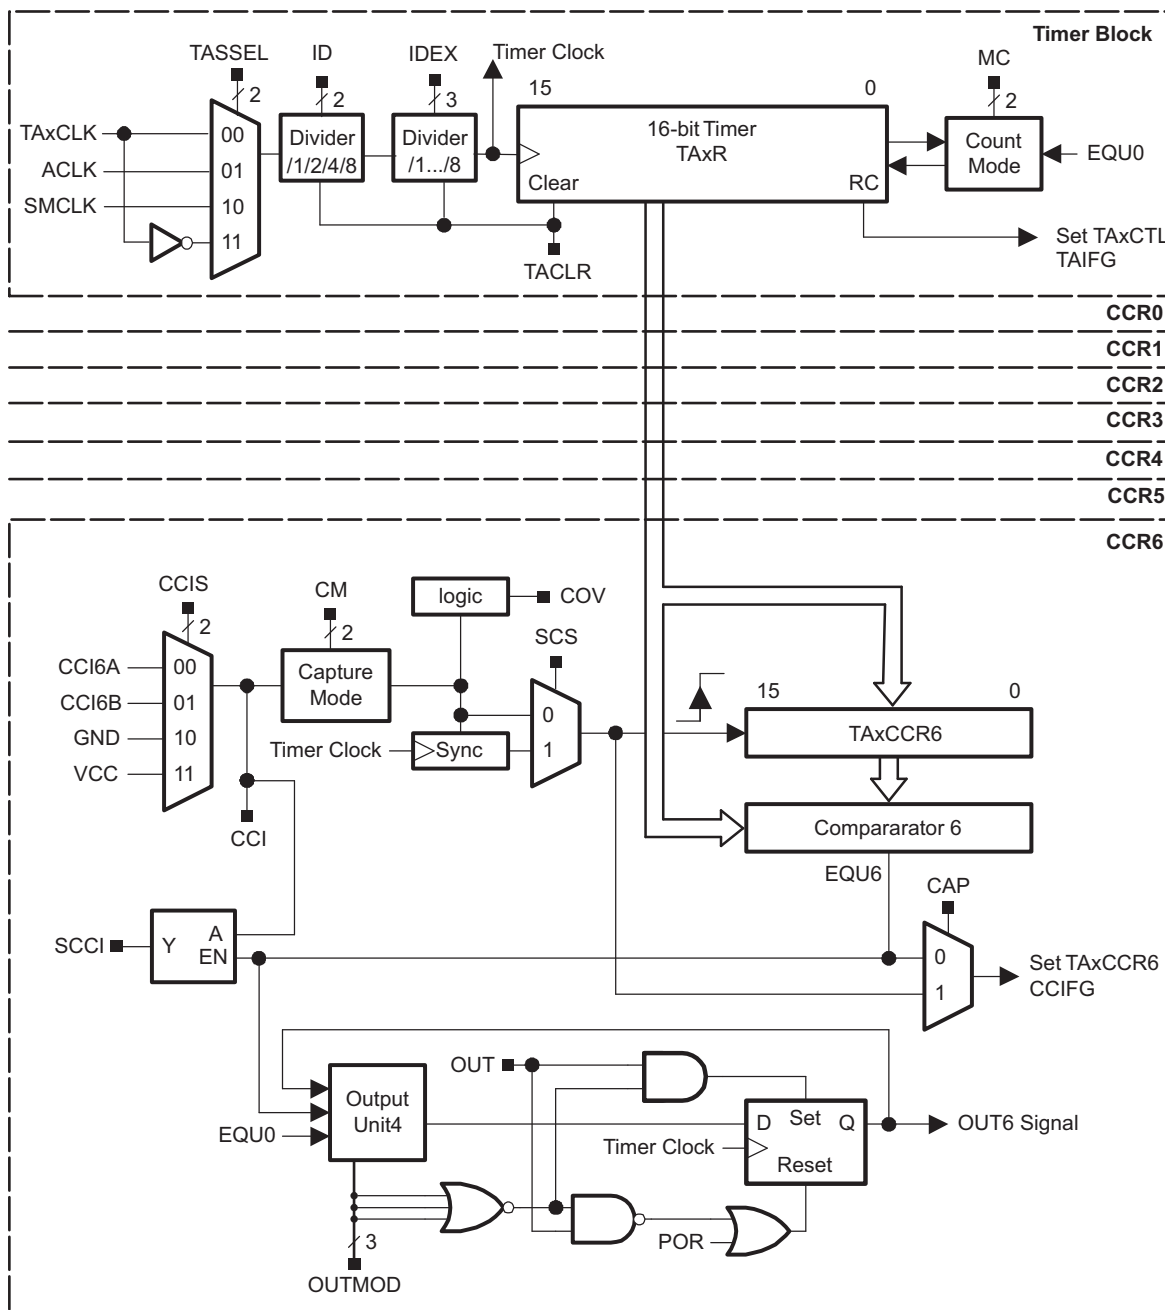 Timer Block
TASSEL
ID
IDEX
Timer Clock
MC
2
2
3
15
0
2
TAxCLK
ACLK
SMCLK
00
01
10
11
Divider
/1/2/4/8
Divider
/1.../8
16-bit Timer
TAxR
Clear
RC
Count
Mode
EQU0
TACLR
Set TAxCTL
TAIFG
CCR0
CCR1
CCR2
CCR3
CCR4
CCR5
CCR6
CCIS
2
CM
2
logic
COV
SCS
CCI6A
CCI6B
GND
VCC
00
01
10
11
Capture
Mode
Timer Clock
Sync
0
1
15
0
TAxCCR6
CCI
Compararator 6
EQU6
CAP
SCCI
Y
A
EN
0
1
Set TAxCCR6
CCIFG
OUT
Output
Unit4
EQU0
D
Set
Q
Reset
Timer Clock
OUT6 Signal
3
OUTMOD
POR